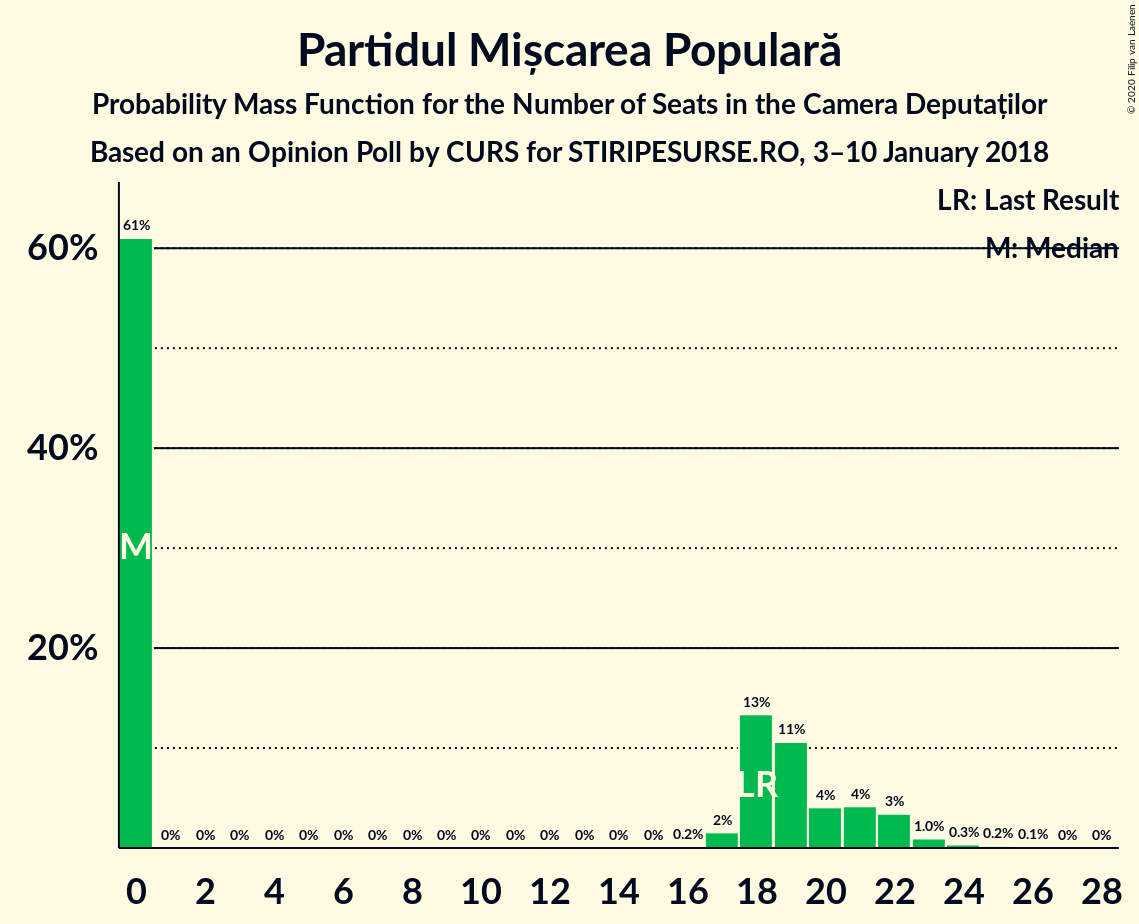 Partidul Mișcarea Populară
Probability Mass Function for the Number of Seats in the Camera Deputaților
Based on an Opinion Poll by CURS for STIRIPESURSE.RO, 3–10 January 2018
© 2020 Filip van Laenen
LR: Last Result
M: Median
60%
40%
20%
61%
0% 0% 0% 0% 0% 0% 0% 0% 0% 0% 0% 0% 0% 0% 0% 0.2% 2% 13% 11% 4% 4% 3% 1.0% 0.3% 0.2% 0.1% 0% 0%
M
LR
0 2 4 6 8 10 12 14 16 18 20 22 24 26 28